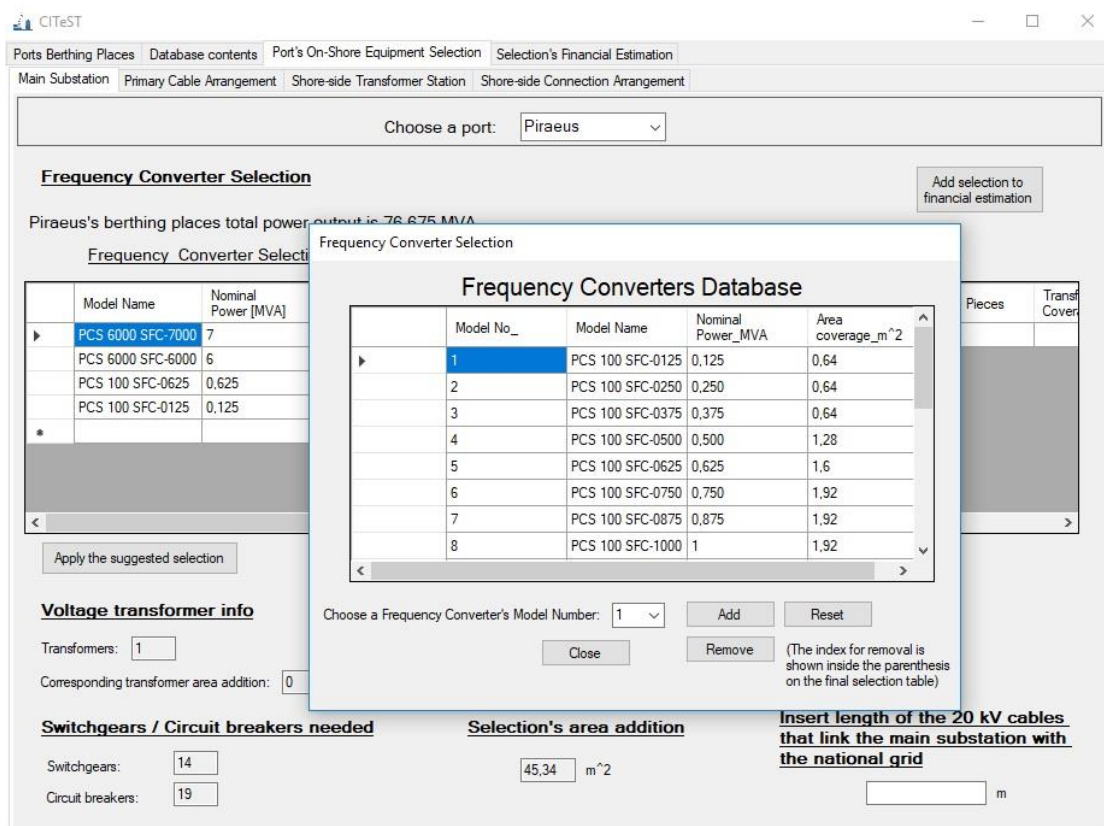 CITeST
Ports Berthing Places Database contents Port's On-Shore Equipment Selection Selection's Financial Estimation
Main Substation Primary Cable Arrangement Shore-side Transformer Station Shore-side Connection Arrangement
Choose a port: Piraeus
Frequency Converter Selection
Add selection to
financial estimation
Piraeus's berthing places total power output is 76,675 MVA
Frequency Converter Selecti
Model Name Nominal Power [MVA]
PCS 6000 SFC-7000 7
PCS 6000 SFC-6000 6
PCS 100 SFC-0625 0,625
PCS 100 SFC-0125 0,125
Pieces Transf
Cover
Frequency Converter Selection
Frequency Converters Database
Model No_ Model Name Nominal Power_MVA Area coverage_m^2
1 PCS 100 SFC-0125 0,125 0,64
2 PCS 100 SFC-0250 0,250 0,64
3 PCS 100 SFC-0375 0,375 0,64
4 PCS 100 SFC-0500 0,500 1,28
5 PCS 100 SFC-0625 0,625 1,6
6 PCS 100 SFC-0750 0,750 1,92
7 PCS 100 SFC-0875 0,875 1,92
8 PCS 100 SFC-1000 1 1,92
Choose a Frequency Converter's Model Number: 1 Add Reset
Close Remove (The index for removal is
shown inside the parenthesis
on the final selection table)
Apply the suggested selection
Voltage transformer info
Transformers: 1
Corresponding transformer area addition: 0
Switchgears / Circuit breakers needed
Switchgears: 14
Circuit breakers: 19
Selection's area addition
45,34 m^2
Insert length of the 20 kV cables
that link the main substation with
the national grid
m